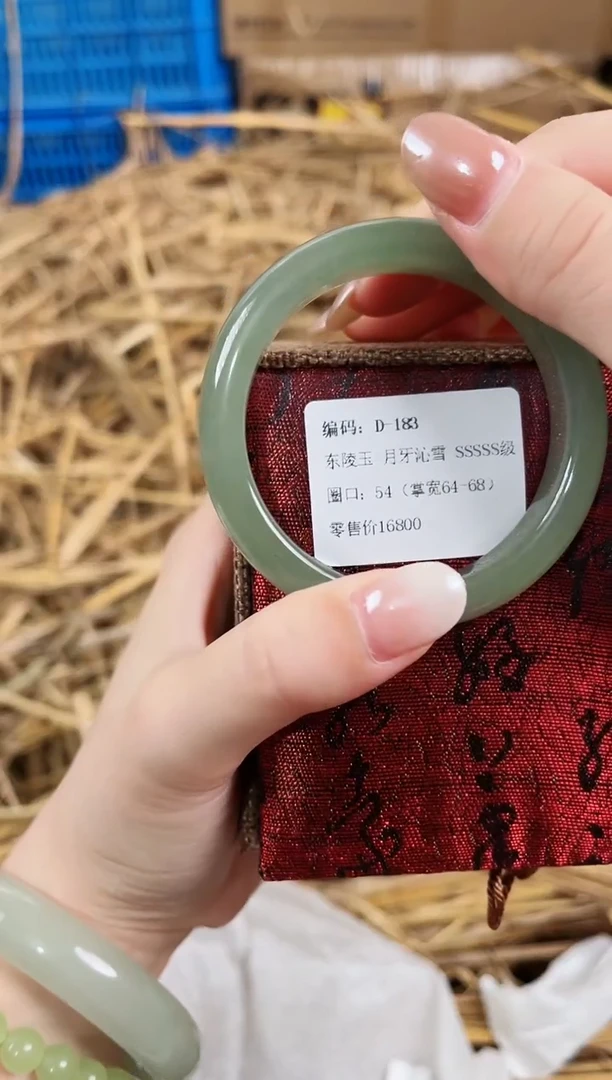 编码：D-183
东陵玉 月牙沁雪 SSSSS级
圈口：54（掌宽64-68）
零售价16800